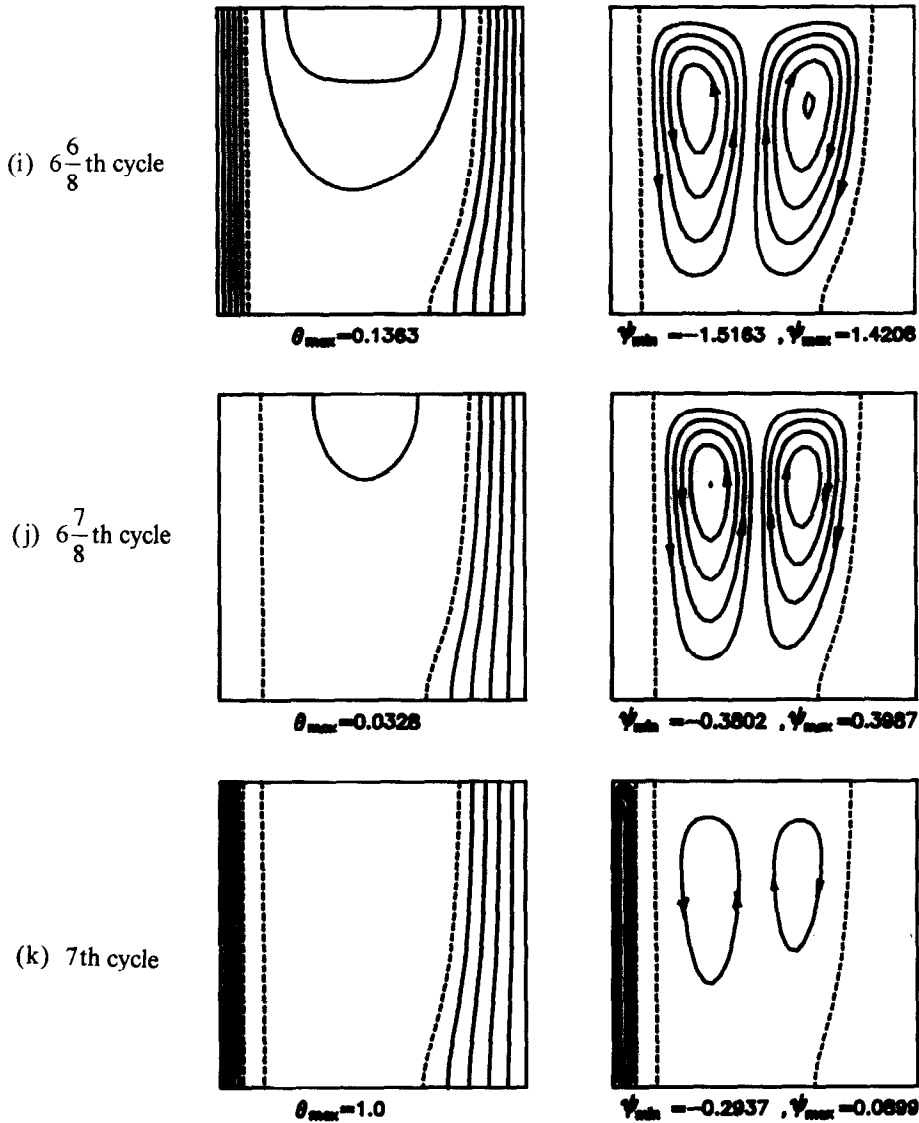 (i) 6 6/8 th cycle
θmax=0.1363
ψmin =-1.5163 ,ψmax=1.4206
(j) 6 7/8 th cycle
θmax=0.0328
ψmin =-0.3802 ,ψmax=0.3987
(k) 7th cycle
θmax=1.0
ψmin =-0.2937 ,ψmax=0.0899